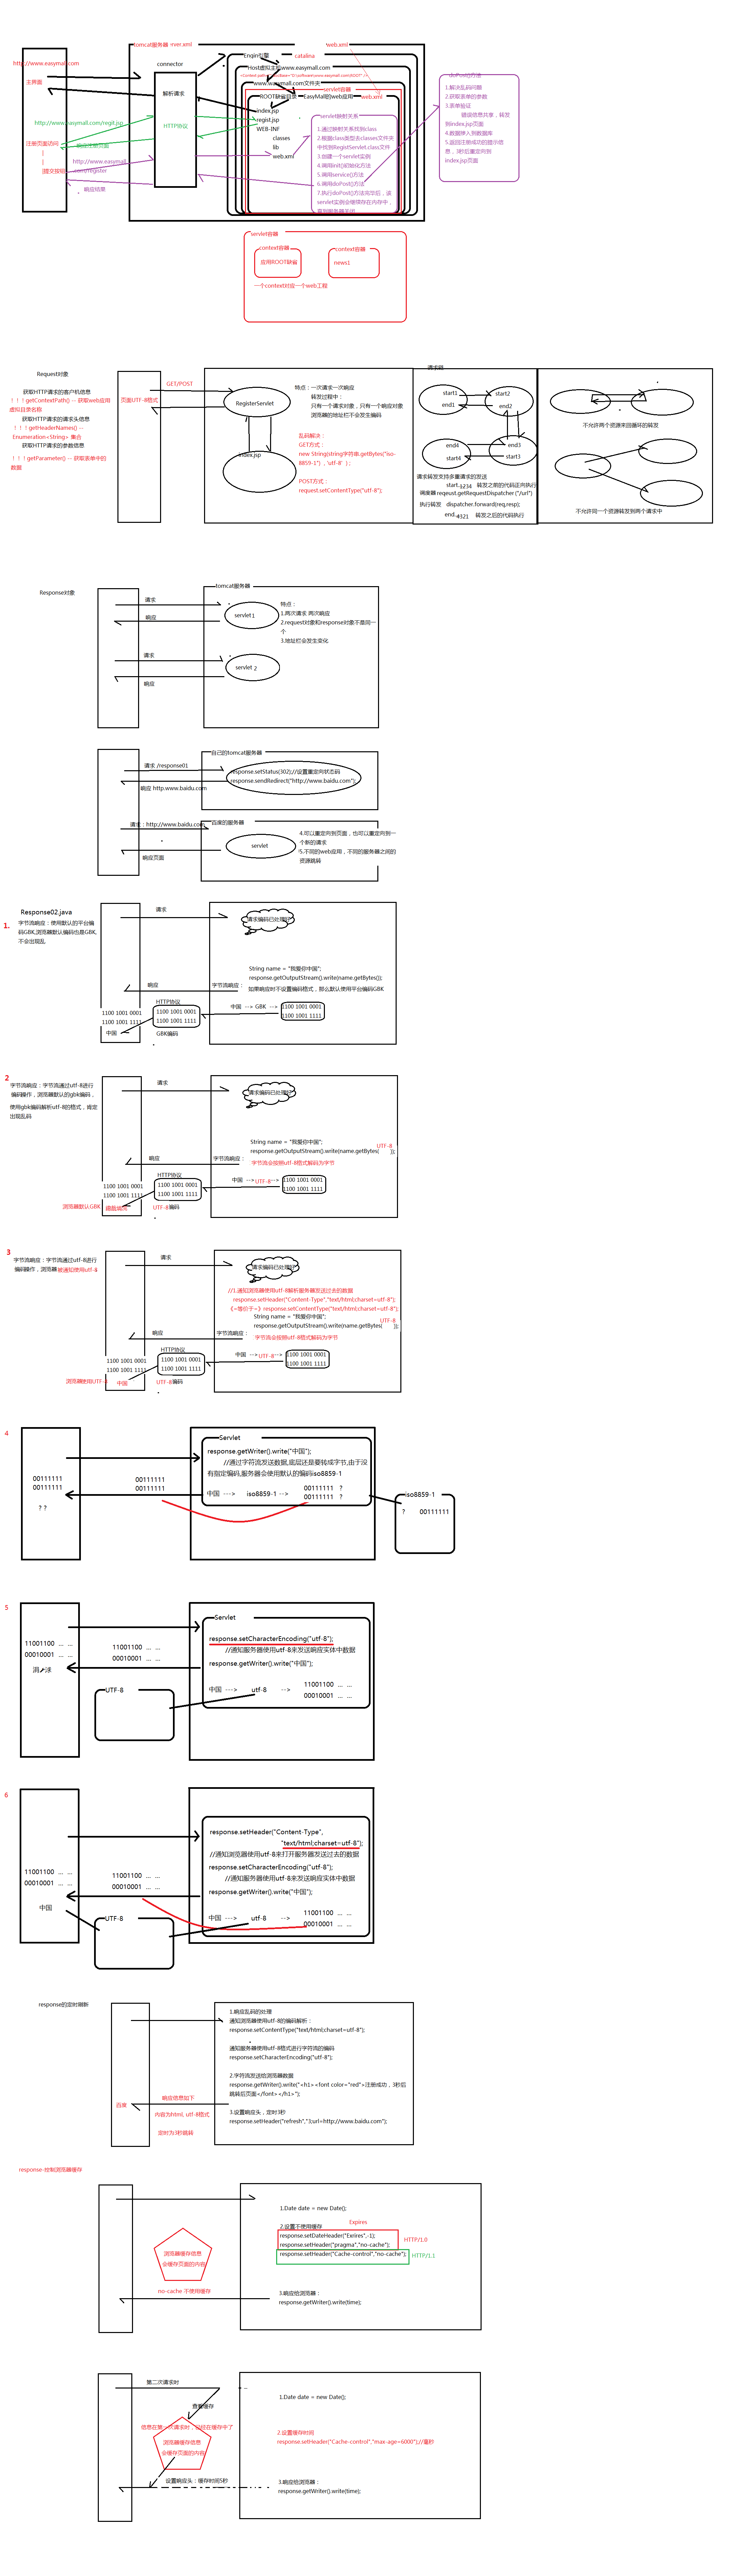 tomcat服务器
web.xml
http://www.easymall.com
主界面
connector
解析请求
HTTP协议
Engin引擎
catalina
Host虚拟主机www.easymall.com
www.easymall.com文件夹
servlet容器
ROOT缺省目录
EasyMall的web应用
web.xml
index.jsp
regist.jsp
WEB-INF
classes
lib
web.xml
servlet映射关系
1.通过映射关系找到class
2.根据class类型去classes文件夹
中找到RegistServlet.class文件
3.创建一个servlet实例
4.调用init()初始化方法
5.调用service()方法
6.调用doPost()方法
7.执行doPost()方法完毕后，该
servlet实例会继续存在内存中，
直到服务器关闭
http://www.easymall.com/regit.jsp
注册页面访问
响应注册页面
|
|
|提交按钮
http://www.easymall
.com/register
响应结果
doPost()方法
1.解决乱码问题
2.获取表单的参数
3.表单验证
错误信息共享，转发
到index.jsp页面
4.数据停入到数据库
5.返回注册成功的提示信
息，3秒后重定向到
index.jsp页面
servlet容器
context容器
应用ROOT缺省
context容器
news1
一个context对应一个web工程
Request对象
获取HTTP请求的客户机信息
！！！getContextPath() -- 获取web应用
虚拟目录名称
获取HTTP请求的请求头信息
！！！getHeaderNames() --
Enumeration<String> 集合
获取HTTP请求的参数信息
！！！getParameter() -- 获取表单中的
数据
页面UTF-8格式
GET/POST
RegisterServlet
index.jsp
特点：一次请求一次响应
转发过程中：
只有一个请求对象，只有一个响应对象
浏览器的地址栏不会发生编码
乱码解决：
GET方式：
new String(string字符串.getBytes("iso-
8859-1")，'utf-8'）;
POST方式：
request.setContentType("utf-8");
请求码
start1
end1
start2
end2
end4
start4
end3
start3
请求转发支持多重请求的发送
start.1234 转发之前的代码正向执行
调度器 reqeust.getRequestDispatcher ("/url")
执行转发 dispatcher.forward(req,resp);
end.4321 转发之后的代码执行
不允许两个资源来回循环的转发
不允许同一个资源转发到两个请求中
Response对象
tomcat服务器
请求
响应
servlet1
请求
响应
servlet 2
特点：
1.两次请求 两次响应
2.request对象和response对象不是同一
个
3.地址栏会发生变化
自己的tomcat服务器
请求 /response01
response.setStatus(302);//设置重定向状态码
response.sendRedirect("http://www.baidu.com");
响应 http.www.baidu.com
百度的服务器
请求：http://www.baidu.com
servlet
响应页面
4.可以重定向到页面，也可以重定向到一
个新的请求
5.不同的web应用，不同的服务器之间的
资源跳转
1.
Response02.java
字节流响应：使用默认的平台编
码GBK,浏览器默认编码也是GBK,
不会出现乱
请求
请求编码已处理好
String name = "我爱你中国";
response.getOutputStream().write(name.getBytes());
响应
字节流响应：
如果响应时不设置编码格式，那么默认使用平台编码GBK
HTTP协议
1100 1001 0001
1100 1001 1111
中国
1100 1001 0001
1100 1001 1111
GBK编码
中国 --> GBK -->
1100 1001 0001
1100 1001 1111
2
字节流响应：字节流通过utf-8进行
编码操作，浏览器默认的gbk编码，
使用gbk编码解析utf-8的格式，肯定
出现乱码
请求
请求编码已处理好
String name = "我爱你中国";
UTF-8
response.getOutputStream().write(name.getBytes( ));
响应
字节流响应：
字节流会按照utf-8格式解码为字节
HTTP协议
1100 1001 0001
1100 1001 1111
1100 1001 0001
1100 1001 1111
中国 -->UTF-8-->
1100 1001 0001
1100 1001 1111
浏览器默认GBK
UTF-8编码
3
字节流响应：字节流通过utf-8进行
编码操作，浏览器被通知使用utf-8
请求
请求编码已处理好
//1.通知浏览器使用utf-8解析服务器发送过去的数据
response.setHeader("Content-Type","text/html;charset=utf-8");
《=等价于=》response.setContentType("text/html;charset=utf-8");
String name = "我爱你中国";
UTF-8
response.getOutputStream().write(name.getBytes( ));
响应
字节流响应：
字节流会按照utf-8格式解码为字节
HTTP协议
1100 1001 0001
1100 1001 1111
1100 1001 0001
1100 1001 1111
中国 -->UTF-8-->
1100 1001 0001
1100 1001 1111
浏览器使用UTF-8
中国
UTF-8编码
4
Servlet
response.getWriter().write("中国");
//通过字符流发送数据,底层还是要转成字节,由于没
有指定编码,服务器会使用默认的编码iso8859-1
00111111
00111111
? ?
00111111
00111111
中国 ---> iso8859-1 -->
00111111 ?
00111111 ?
iso8859-1
? 00111111
5
Servlet
response.setCharacterEncoding("utf-8");
//通知服务器使用utf-8来发送响应实体中数据
response.getWriter().write("中国");
11001100 ... ...
00010001 ... ...
11001100 ... ...
00010001 ... ...
中国 ---> utf-8 -->
11001100 ... ...
00010001 ... ...
UTF-8
6
response.setHeader("Content-Type",
"text/html;charset=utf-8");
//通知浏览器使用utf-8来打开服务器发送过去的数据
response.setCharacterEncoding("utf-8");
//通知服务器使用utf-8来发送响应实体中数据
response.getWriter().write("中国");
11001100 ... ...
00010001 ... ...
中国
11001100 ... ...
00010001 ... ...
中国 ---> utf-8 -->
11001100 ... ...
00010001 ... ...
UTF-8
response的定时刷新
1.响应乱码的处理
通知浏览器使用utf-8的编码解析：
response.setContentType("text/html;charset=utf-8");
通知服务器使用utf-8格式进行字符流的编码
response.setCharacterEncoding("utf-8");
2.字符流发送给浏览器数据
response.getWriter().write("<h1><font color="red">注册成功，3秒后
跳转后页面</font></h1>");
3.设置响应头，定时3秒
response.setHeader("refresh","3;url=http://www.baidu.com");
百度
响应信息如下
内容为html, utf-8格式
定时为3秒跳转
response-控制浏览器缓存
1.Date date = new Date();
2.设置不使用缓存
Expires
response.setDateHeader("Exeires",-1);
response.setHeader("pragma","no-cache");
HTTP/1.0
response.setHeader("Cache-control","no-cache");
HTTP/1.1
浏览器缓存信息
会缓存页面的内容
no-cache 不使用缓存
3.响应给浏览器：
response.getWriter().write(time);
第二次请求时
查看缓存
信息在第一次请求时，已经在缓存中了
浏览器缓存信息
会缓存页面的内容
设置响应头：缓存时间5秒
1.Date date = new Date();
2.设置缓存时间
response.setHeader("Cache-control","max-age=6000");//毫秒
3.响应给浏览器：
response.getWriter().write(time);